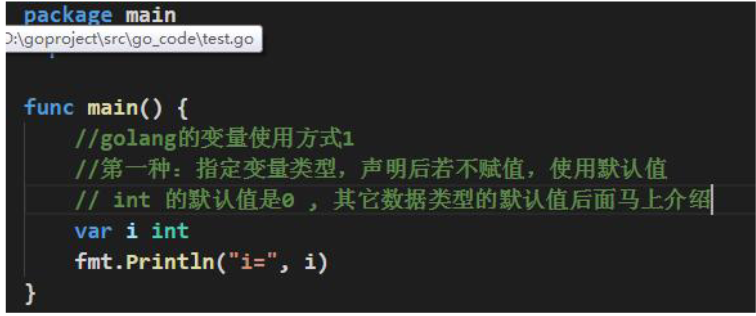 package main
D:\goproject\src\go_code\test.go
func main() {
//golang的变量使用方式1
//第一种：指定变量类型，声明后若不赋值，使用默认值
// int 的默认值是0 , 其它数据类型的默认值后面马上介绍
var i int
fmt.Println("i=", i)
}